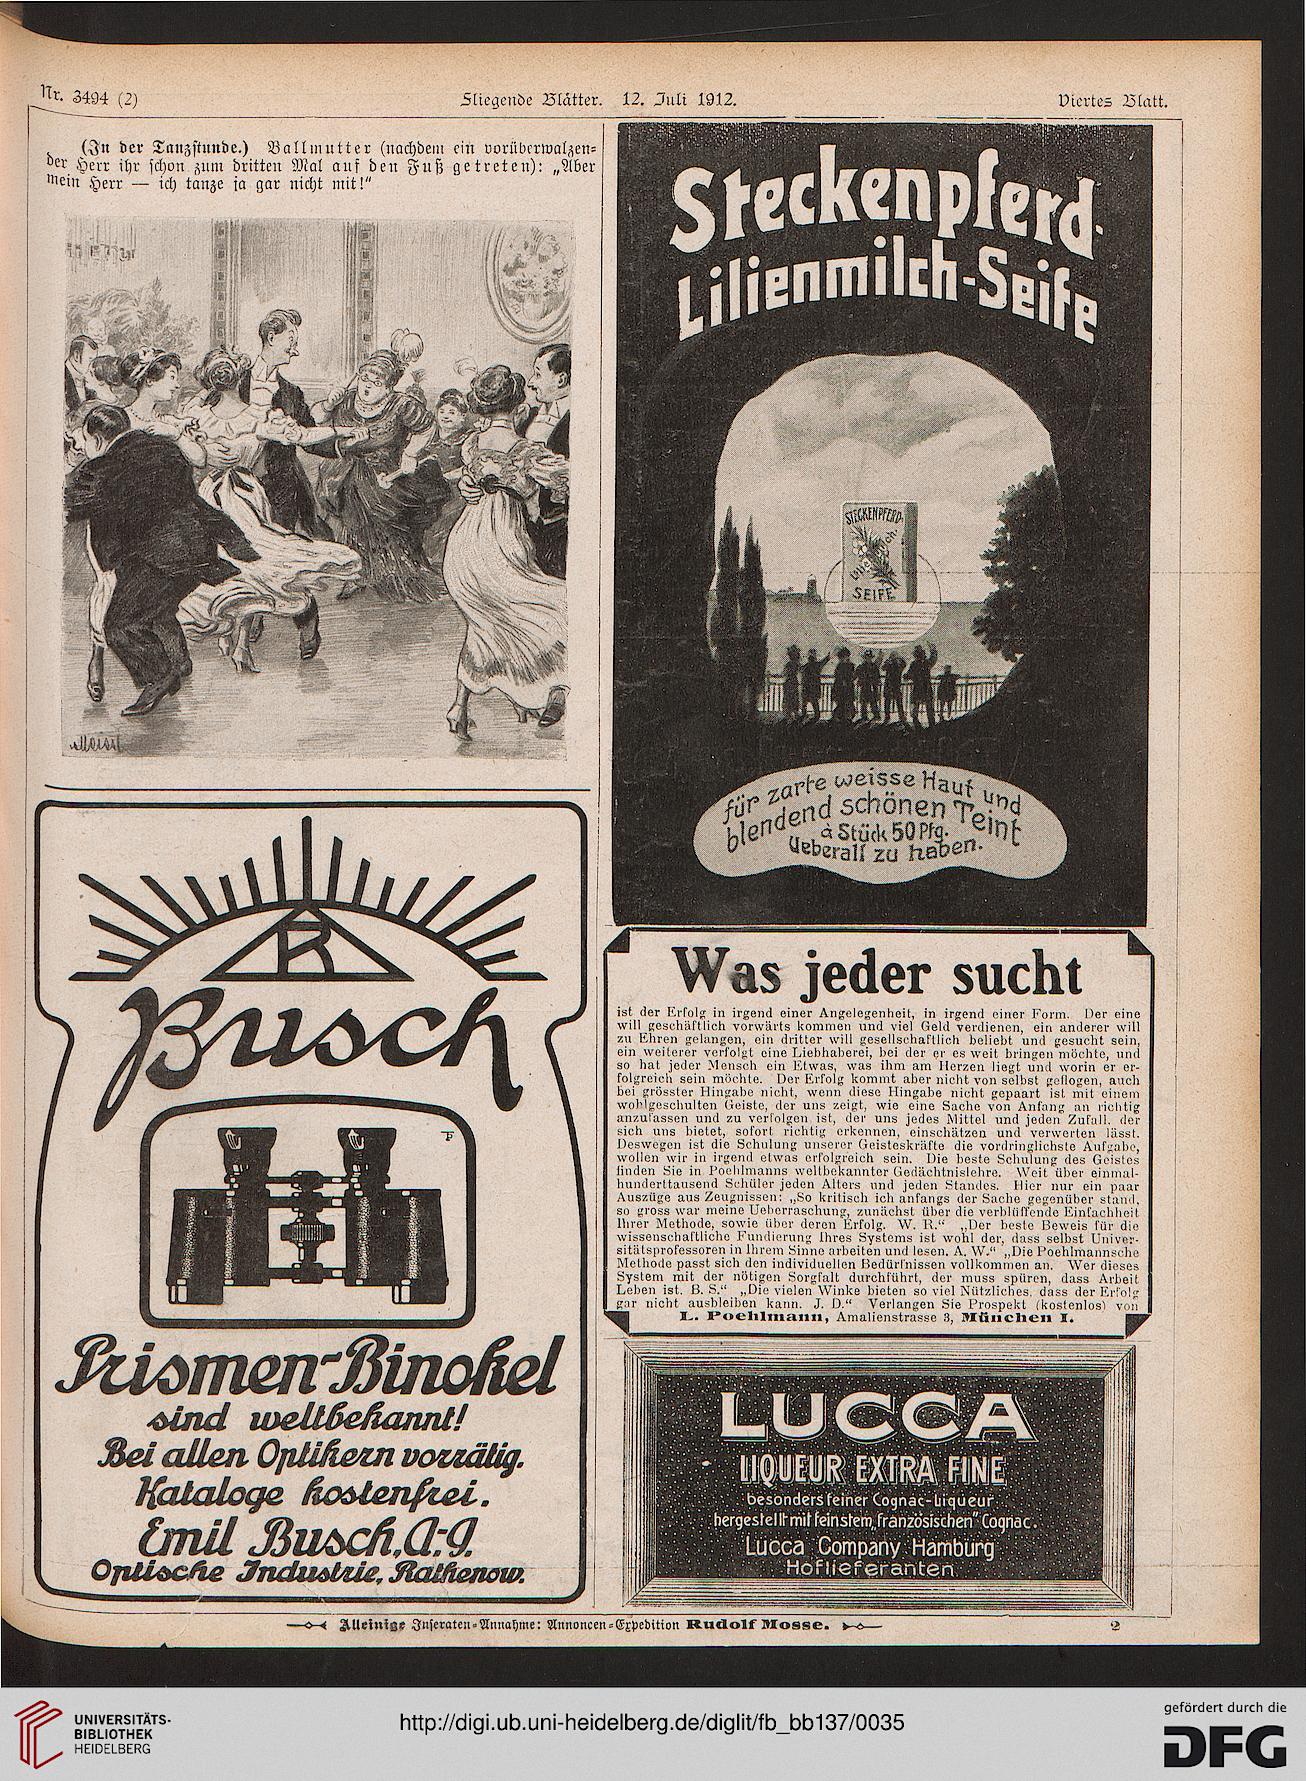 Nr. 3494 (2)
Fliegende Blätter. 12. Juli 1912.
Viertes Blatt.
(In der Tanzstunde.) Ballmutter (nachdem ein vorüberwalzen-
der Herr ihr schon zum dritten Mal auf den Fuß getreten): „Aber
mein Herr — ich tanze ja gar nicht mit!“
Steckenpferd-
Lilienmilch-Seife
STECKENPFERD-
SEIFE
für zarte weisse Haut und
blendend schönen Teint
à Stück 50 Pfg.
Ueberall zu haben.
Busch
Prismen-Binokel
sind weltbekannt!
Bei allen Optikern vorrätig.
Kataloge kostenfrei.
Emil Busch, A.-G.
Optische Industrie, Rathenow.
Was jeder sucht
ist der Erfolg in irgend einer Angelegenheit, in irgend einer Form. Der eine
will geschäftlich vorwärts kommen und viel Geld verdienen, ein anderer will
zu Ehren gelangen, ein dritter will gesellschaftlich beliebt und gesucht sein,
ein weiterer verfolgt eine Liebhaberei, bei der er es weit bringen möchte, und
so hat jeder Mensch ein Etwas, was ihm am Herzen liegt und worin er er-
folgreich sein möchte. Der Erfolg kommt aber nicht von selbst geflogen, auch
bei grösster Hingabe nicht, wenn diese Hingabe nicht gepaart ist mit einem
wohlgeschulten Geiste, der uns zeigt, wie eine Sache von Anfang an richtig
anzufassen und zu verfolgen ist, der uns jedes Mittel und jeden Zufall, der
sich uns bietet, sofort richtig erkennen, einschätzen und verwerten lässt.
Deswegen ist die Schulung unserer Geisteskräfte die vordringlichste Aufgabe,
wollen wir in irgend etwas erfolgreich sein. Die beste Schulung des Geistes
finden Sie in Poehlmanns weltbekannter Gedächtnislehre. Weit über einmal-
hunderttausend Schüler jeden Alters und jeden Standes. Hier nur ein paar
Auszüge aus Zeugnissen: „So kritisch ich anfangs der Sache gegenüber stand,
so gross war meine Ueberraschung, zunächst über die verblüffende Einfachheit
Ihrer Methode, sowie über deren Erfolg. W. R.“ „Der beste Beweis für die
wissenschaftliche Fundierung Ihres Systems ist wohl der, dass selbst Univer-
sitätsprofessoren in Ihrem Sinne arbeiten und lesen. A. W.“ „Die Poehlmannsche
Methode passt sich den individuellen Bedürfnissen vollkommen an. Wer dieses
System mit der nötigen Sorgfalt durchführt, der muss spüren, dass Arbeit
Leben ist. B. S.“ „Die vielen Winke bieten so viel Nützliches, dass der Erfolg
gar nicht ausbleiben kann. J. D.“ Verlangen Sie Prospekt (kostenlos) von
L. Poehlmann, Amalienstrasse 3, München I.
LUCCA
LIQUEUR EXTRA FINE
besonders feiner Cognac-Liqueur
hergestellt mit feinstem „französischen“ Cognac.
Lucca Company Hamburg
Hoflieferanten
Alleinige Inseraten-Annahme: Annoncen-Expedition Rudolf Mosse.
2
UNIVERSITÄTS-
BIBLIOTHEK
HEIDELBERG
http://digi.ub.uni-heidelberg.de/diglit/fb_bb137/0035
gefördert durch die
DFG